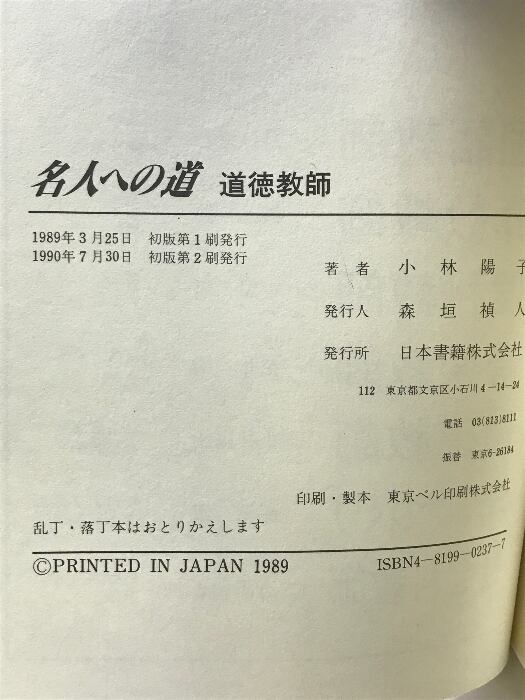 名人への道 道徳教師
1989年3月25日 初版第1刷発行
1990年7月30日 初版第2刷発行
著者 小林陽子
発行人 森垣禎人
発行所 日本書籍株式会社
112 東京都文京区小石川4-14-24
電話 03(813)8111
振替 東京6-26184
印刷・製本 東京ベル印刷株式会社
乱丁・落丁本はおとりかえします
©PRINTED IN JAPAN 1989
ISBN4-8199-0237-7